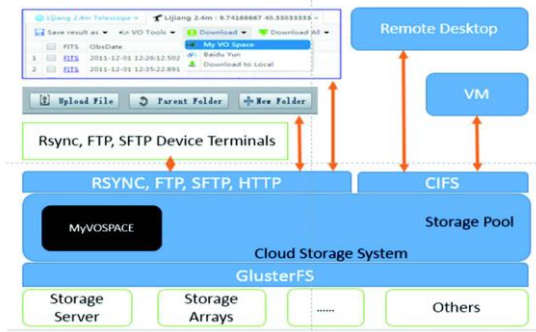 Lijiang 2.4m Telescope × Lijiang 2.4m : 9.74166667 48.33033333 ×
Save result as VO Tools Download Download All
FITS ObsDate My VO Space
1 FITS 2011-12-01 12:28:12.502 Baidu Yun
2 FITS 2011-12-01 12:35:22.891 Download to Local
Upload File Parent Folder New Folder
Remote Desktop
VM
Rsync, FTP, SFTP Device Terminals
RSYNC, FTP, SFTP, HTTP
CIFS
MyVOSPACE
Storage Pool
Cloud Storage System
GlusterFS
Storage
Server
Storage
Arrays
......
Others